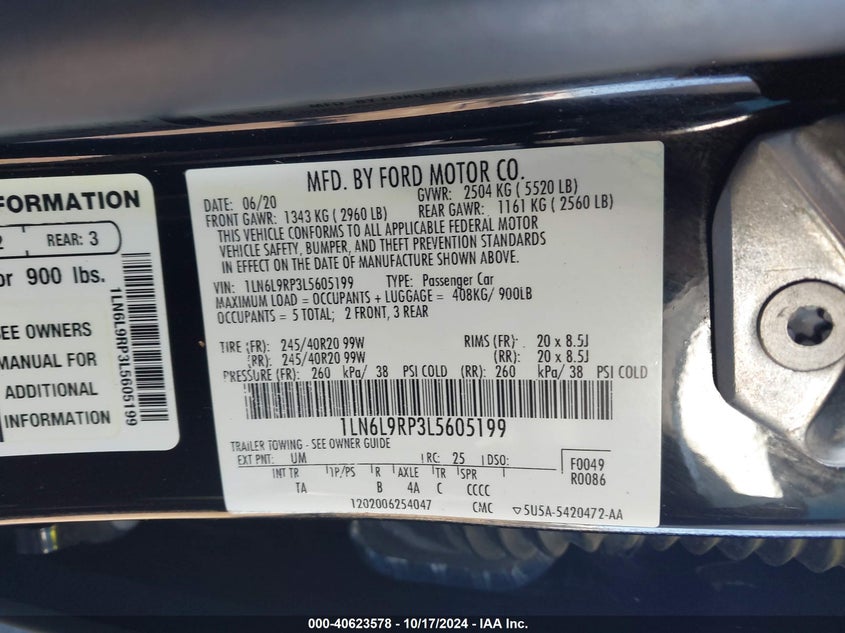 FORMATION
2
REAR: 3
or 900 lbs.
SEE OWNERS
MANUAL FOR
ADDITIONAL
INFORMATION
1LN6L9RP3L5605199
MFD. BY FORD MOTOR CO.
DATE: 06/20 GVWR: 2504 KG ( 5520 LB)
FRONT GAWR: 1343 KG ( 2960 LB) REAR GAWR: 1161 KG ( 2560 LB)
THIS VEHICLE CONFORMS TO ALL APPLICABLE FEDERAL MOTOR
VEHICLE SAFETY, BUMPER, AND THEFT PREVENTION STANDARDS
IN EFFECT ON THE DATE OF MANUFACTURE SHOWN ABOVE.
VIN: 1LN6L9RP3L5605199 TYPE: Passenger Car
MAXIMUM LOAD = OCCUPANTS + LUGGAGE = 408KG/ 900LB
OCCUPANTS = 5 TOTAL; 2 FRONT, 3 REAR
TIRE (FR): 245/40R20 99W RIMS (FR): 20 x 8.5J
(RR): 245/40R20 99W (RR): 20 x 8.5J
PRESSURE (FR): 260 kPa/ 38 PSI COLD (RR): 260 kPa/ 38 PSI COLD
1LN6L9RP3L5605199
TRAILER TOWING - SEE OWNER GUIDE
EXT PNT: UM RC: 25 DSO: F0049
INT TR TP/PS R AXLE TR SPR R0086
TA B 4A C CCCC
1202006254047 CMC ▽5U5A-5420472-AA
000-40623578 - 10/17/2024 - IAA Inc.